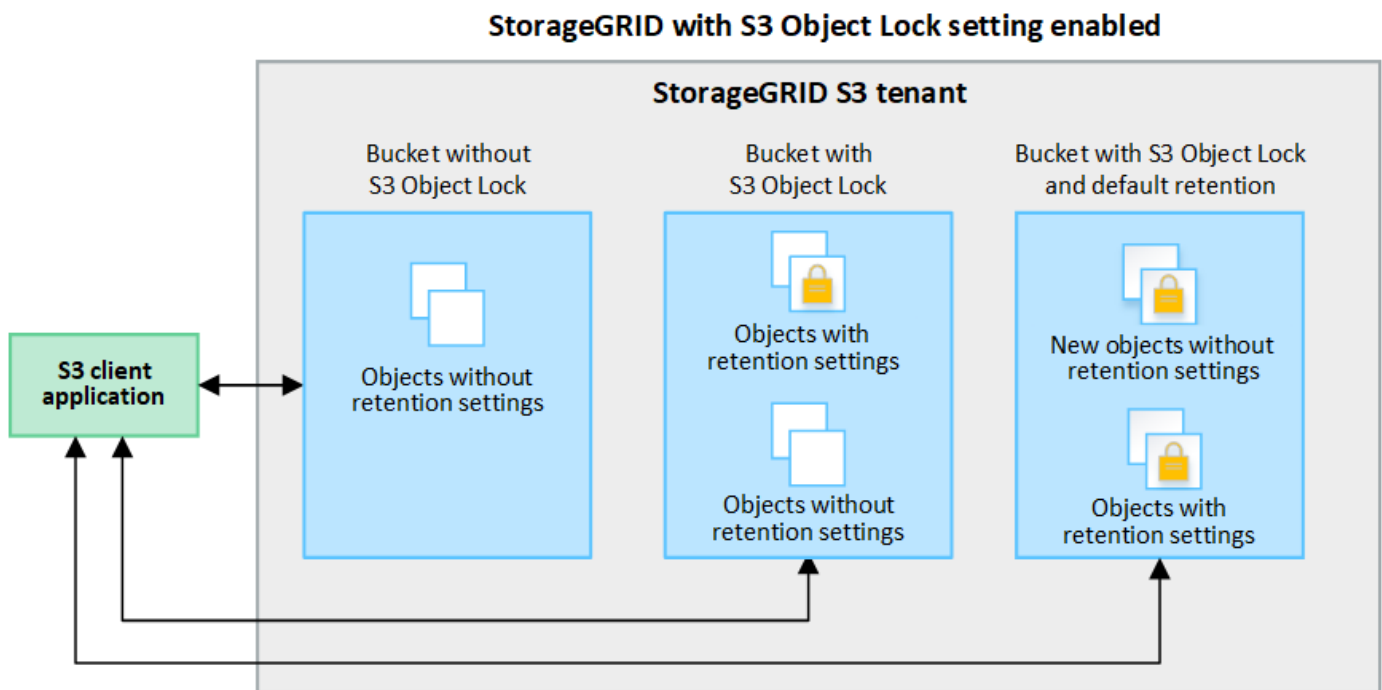 StorageGRID with S3 Object Lock setting enabled
StorageGRID S3 tenant
Bucket without
S3 Object Lock
Bucket with
S3 Object Lock
Bucket with S3 Object Lock
and default retention
S3 client
application
Objects without
retention settings
Objects with
retention settings
Objects without
retention settings
New objects without
retention settings
Objects with
retention settings